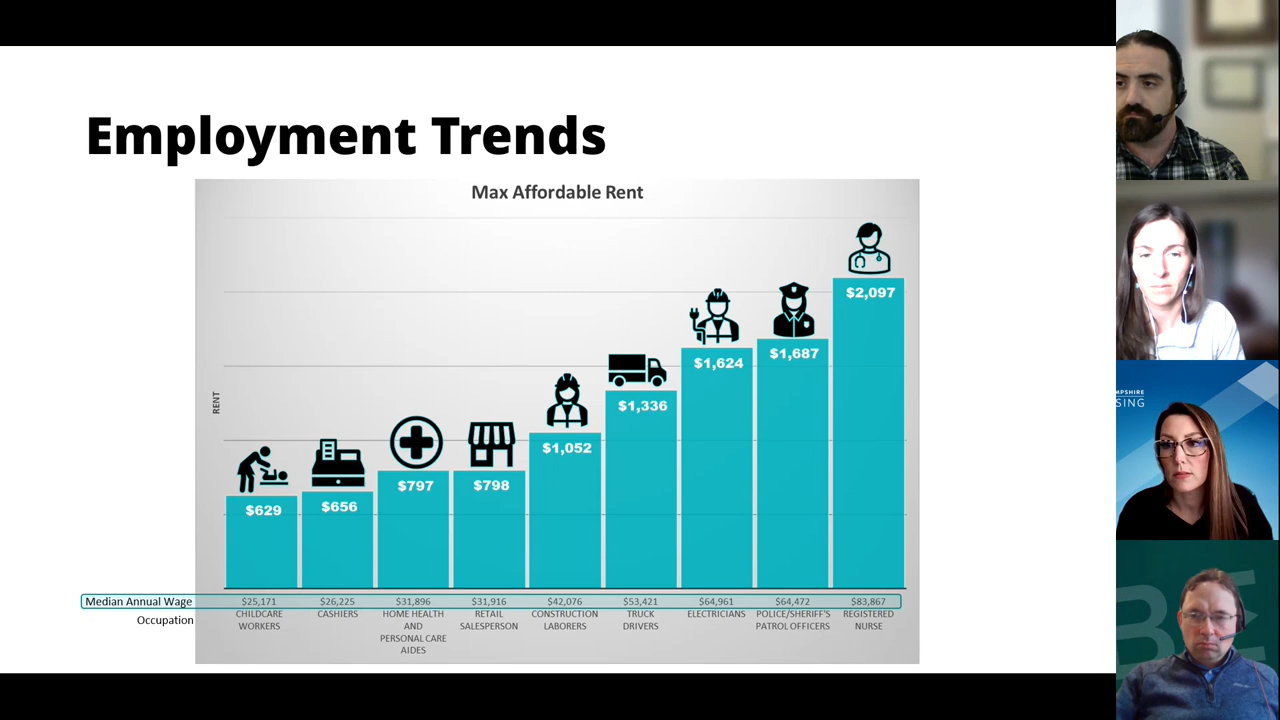 Employment Trends
Max Affordable Rent
RENT
$629
$656
$797
$798
$1,052
$1,336
$1,624
$1,687
$2,097
Median Annual Wage
$25,171
$26,225
$31,896
$31,916
$42,076
$53,421
$64,961
$64,472
$83,867
Occupation
CHILDCARE
WORKERS
CASHIERS
HOME HEALTH
AND
PERSONAL CARE
AIDES
RETAIL
SALESPERSON
CONSTRUCTION
LABORERS
TRUCK
DRIVERS
ELECTRICIANS
POLICE/SHERIFF'S
PATROL OFFICERS
REGISTERED
NURSE
MPSHIRE
SING
BE